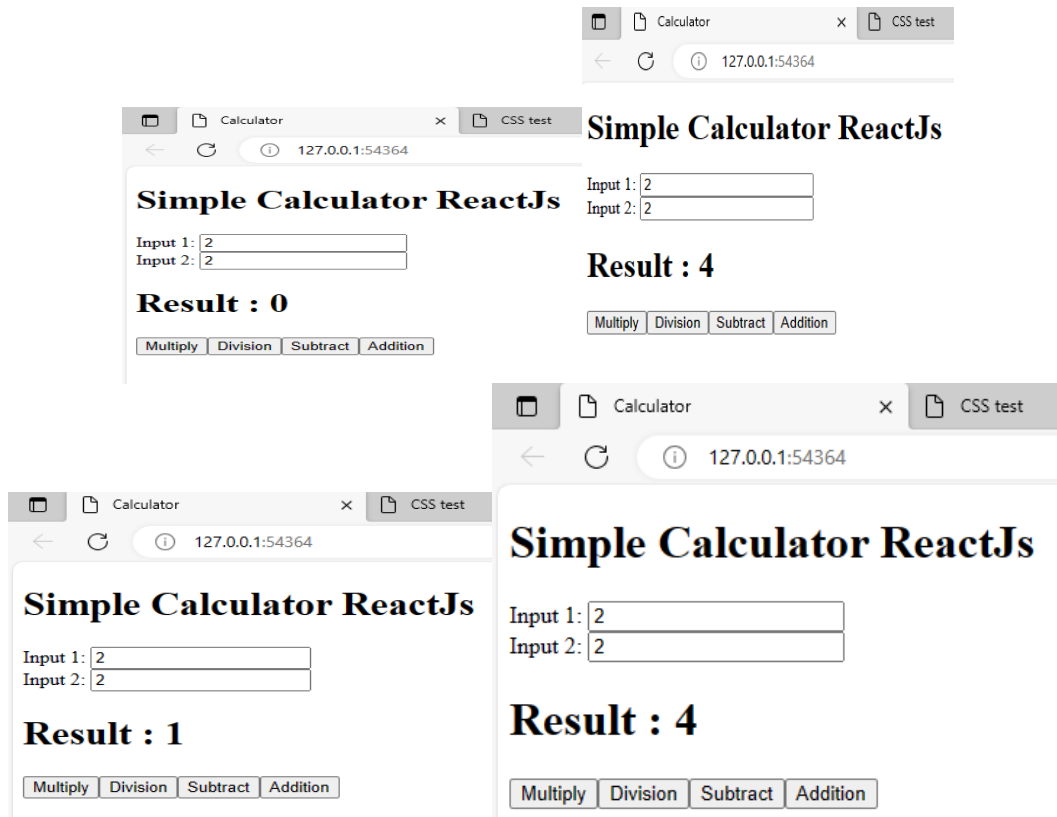 Calculator CSS test
127.0.0.1:54364
Simple Calculator ReactJs
Input 1: 2
Input 2: 2
Result : 0
Multiply Division Subtract Addition
Calculator CSS test
127.0.0.1:54364
Simple Calculator ReactJs
Input 1: 2
Input 2: 2
Result : 4
Multiply Division Subtract Addition
Calculator CSS test
127.0.0.1:54364
Simple Calculator ReactJs
Input 1: 2
Input 2: 2
Result : 1
Multiply Division Subtract Addition
Calculator CSS test
127.0.0.1:54364
Simple Calculator ReactJs
Input 1: 2
Input 2: 2
Result : 4
Multiply Division Subtract Addition